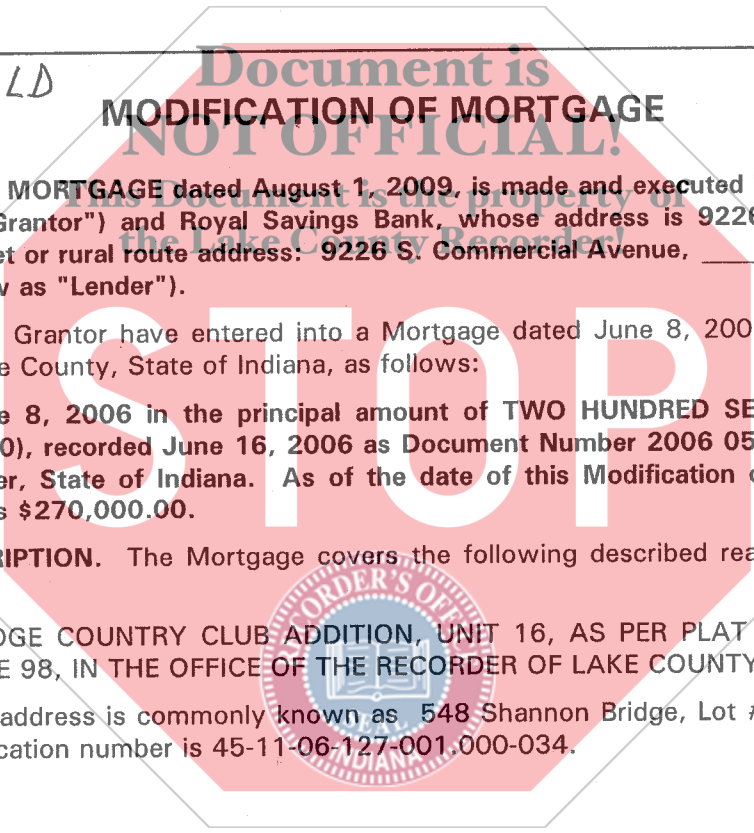 LD
Document is
MODIFICATION OF MORTGAGE
NOT OFFICIAL!
MORTGAGE dated August 1, 2009, is made and executed
This Document is the property of
Grantor") and Royal Savings Bank, whose address is 9226
the Lake County Recorder!
et or rural route address: 9226 S. Commercial Avenue,
w as "Lender").
Grantor have entered into a Mortgage dated June 8, 200
e County, State of Indiana, as follows:
STOP
e 8, 2006 in the principal amount of TWO HUNDRED SE
0), recorded June 16, 2006 as Document Number 2006 05
er, State of Indiana. As of the date of this Modification
s $270,000.00.
RIPTION. The Mortgage covers the following described rea
RECORDER'S OFFICE
DGE COUNTRY CLUB ADDITION, UNIT 16, AS PER PLAT
E 98, IN THE OFFICE OF THE RECORDER OF LAKE COUNTY
address is commonly known as 548 Shannon Bridge, Lot #
SEAL
cation number is 45-11-06-127-001.000-034.
INDIANA